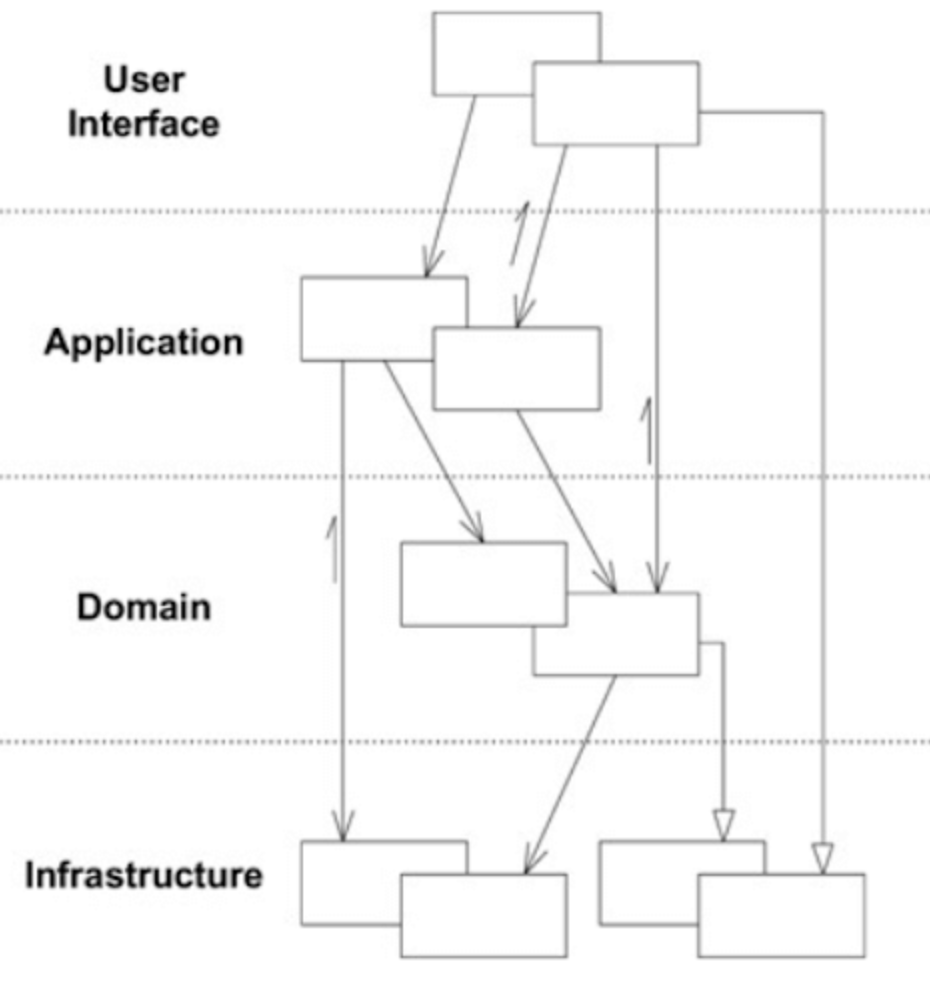 User
Interface
Application
Domain
Infrastructure